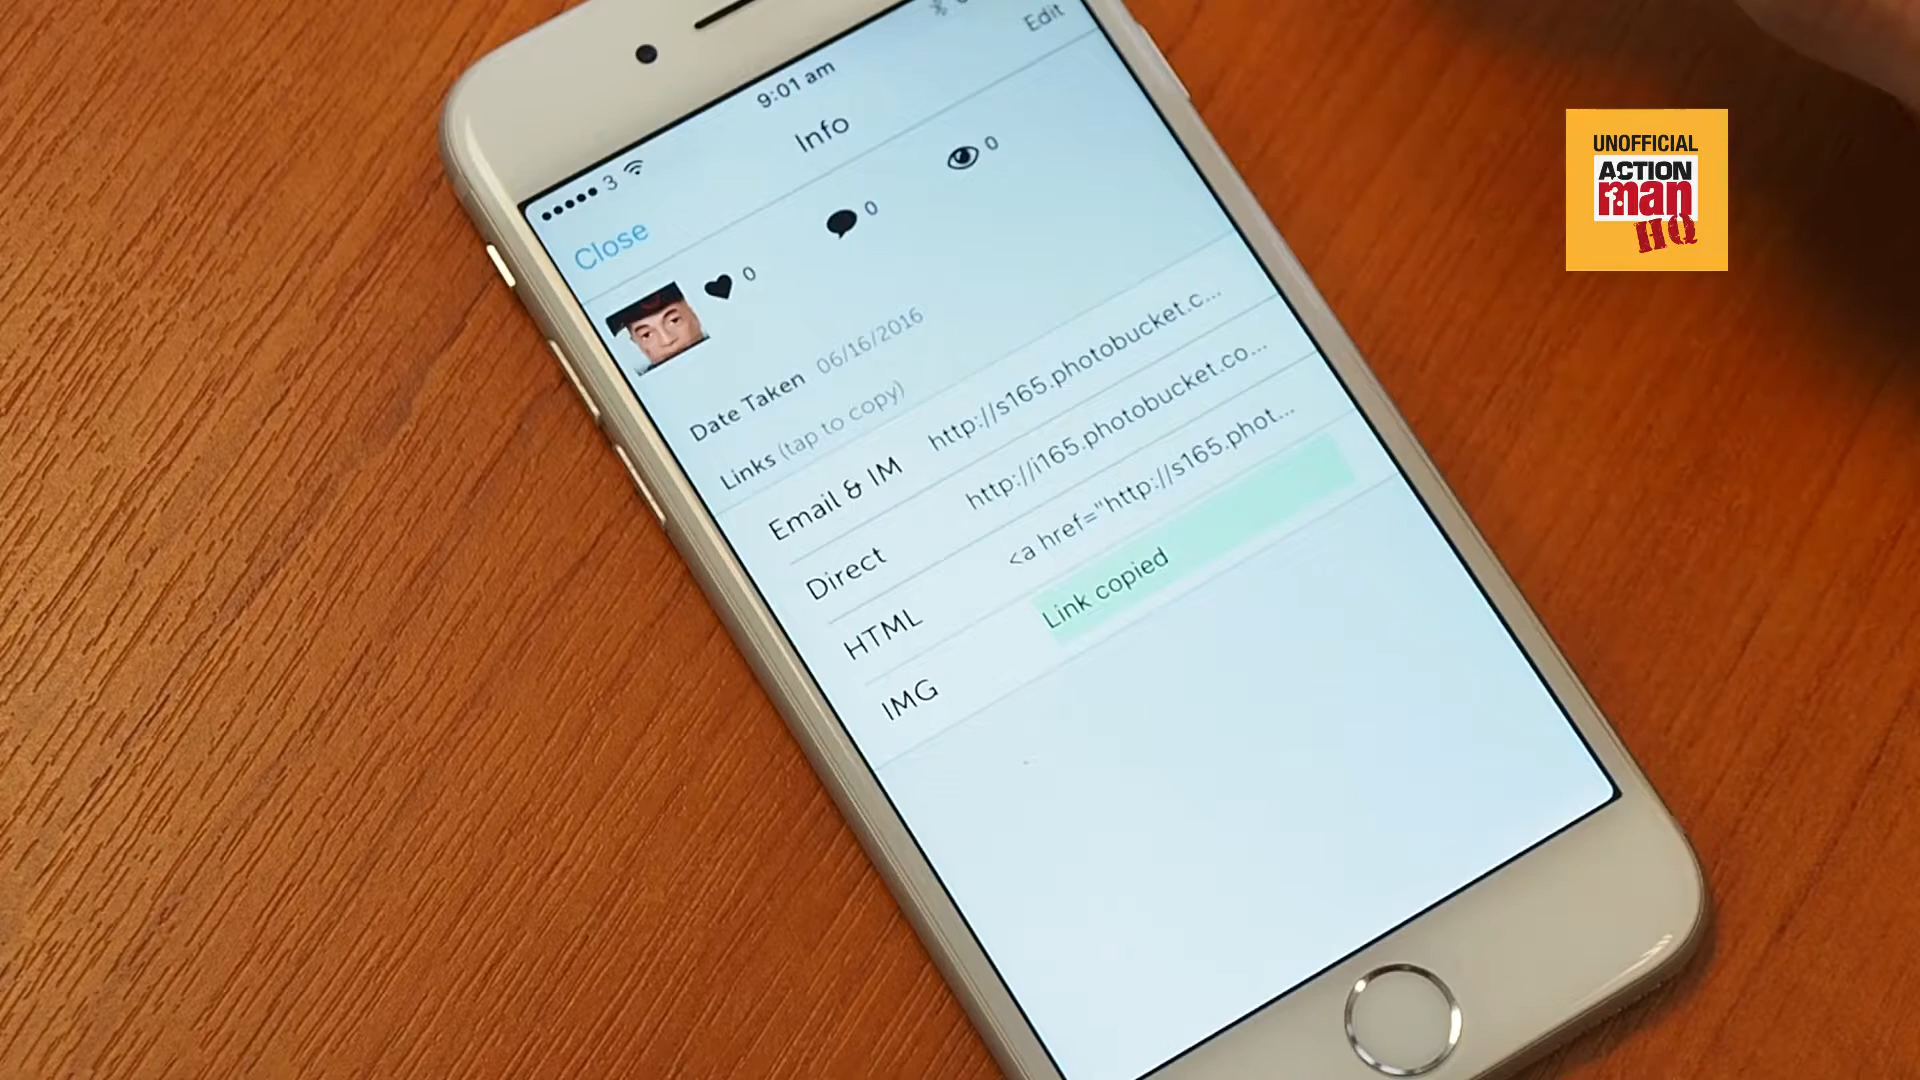 9:01 am
3
Info
Edit
Close
0
0
0
Date Taken 06/16/2016
Links (tap to copy)
Email & IM http://s165.photobucket.c...
Direct http://i165.photobucket.co...
HTML <a href="http://s165.phot...
IMG Link copied
UNOFFICIAL
ACTION
man
HQ